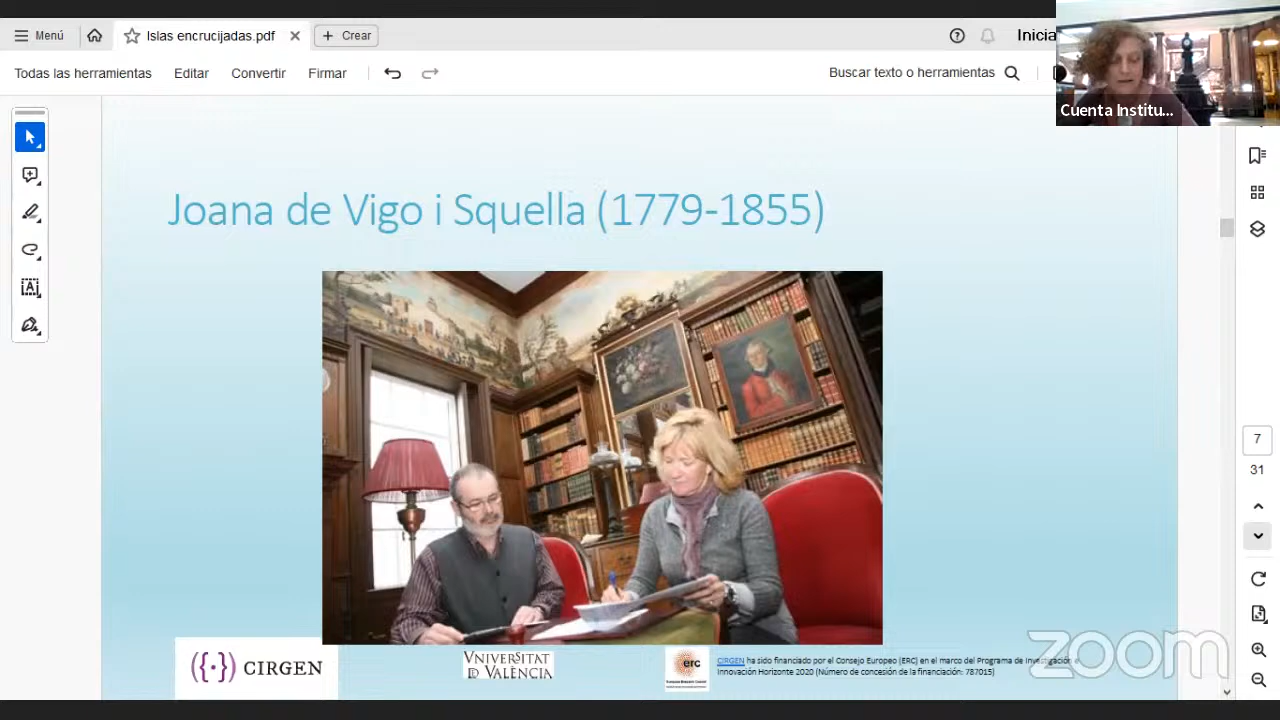 Menú
Islas encrucijadas.pdf
Crear
Inicia
Todas las herramientas
Editar
Convertir
Firmar
Buscar texto o herramientas
Cuenta Institu...
Joana de Vigo i Squella (1779-1855)
7
31
CIRGEN
VNIVERSITAT
ID VALÈNCIA
erc
CIRGEN ha sido financiado por el Consejo Europeo (ERC) en el marco del Programa de Investigación e
Innovación Horizonte 2020 (Número de concesión de la financiación: 787015)
zoom